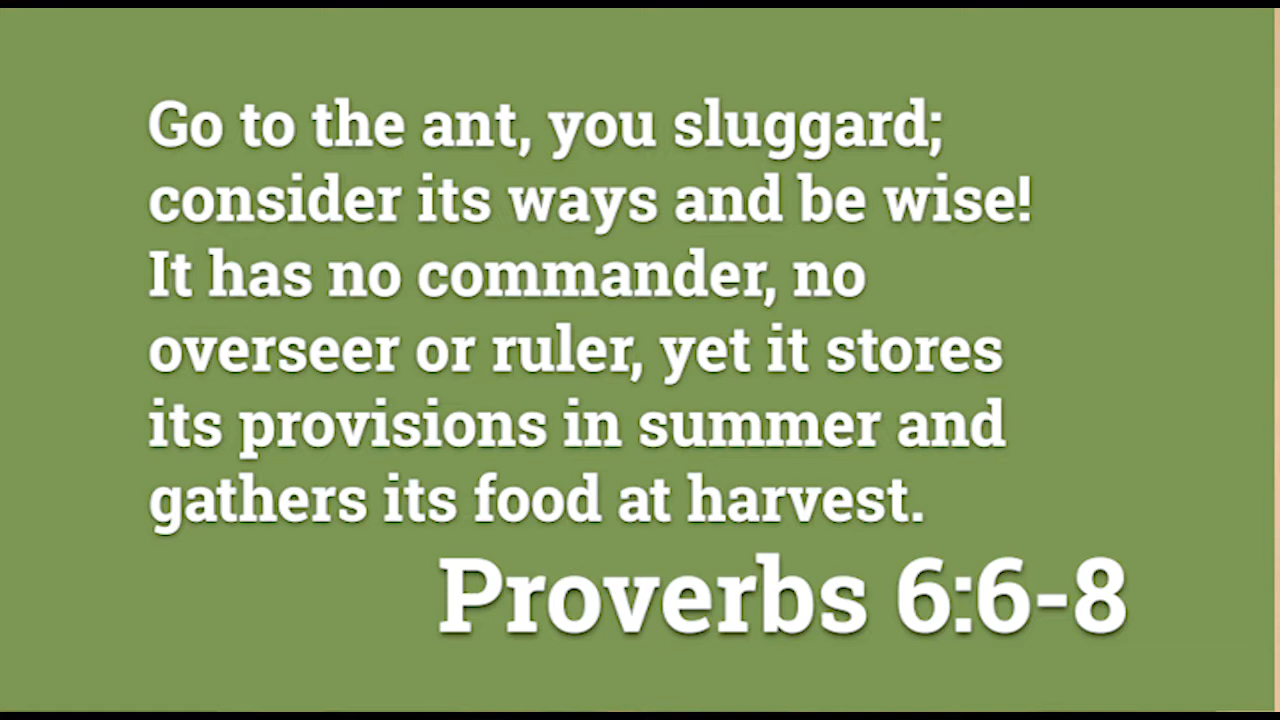 Go to the ant, you sluggard;
consider its ways and be wise!
It has no commander, no
overseer or ruler, yet it stores
its provisions in summer and
gathers its food at harvest.
Proverbs 6:6-8